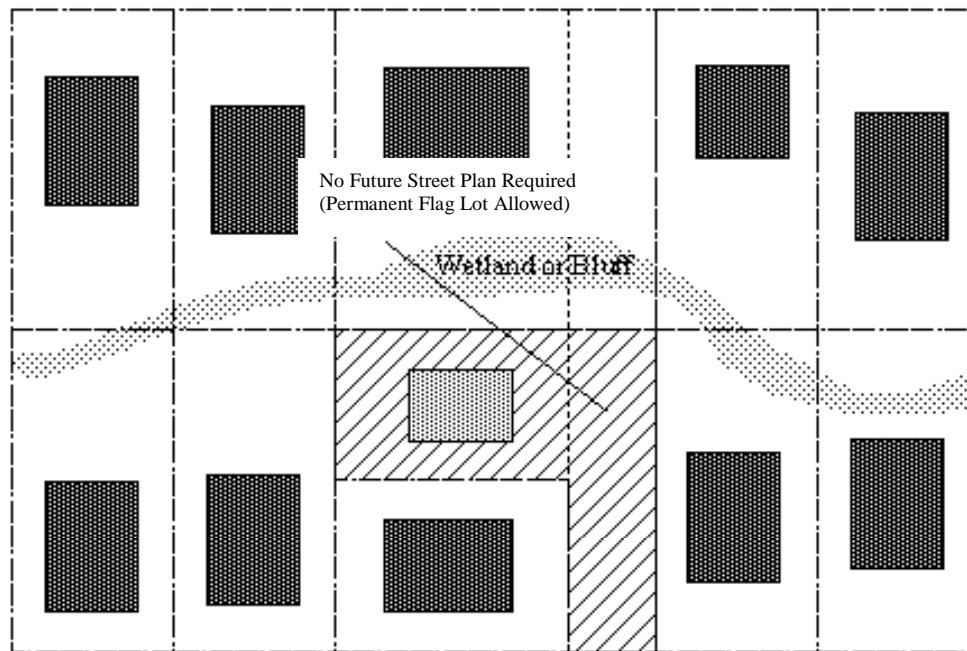 No Future Street Plan Required
(Permanent Flag Lot Allowed)
Wetland or Bluff